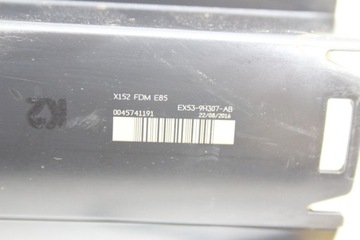 X152 FDM E85
0045741191
EX53-9H307-AB
22/08/2016